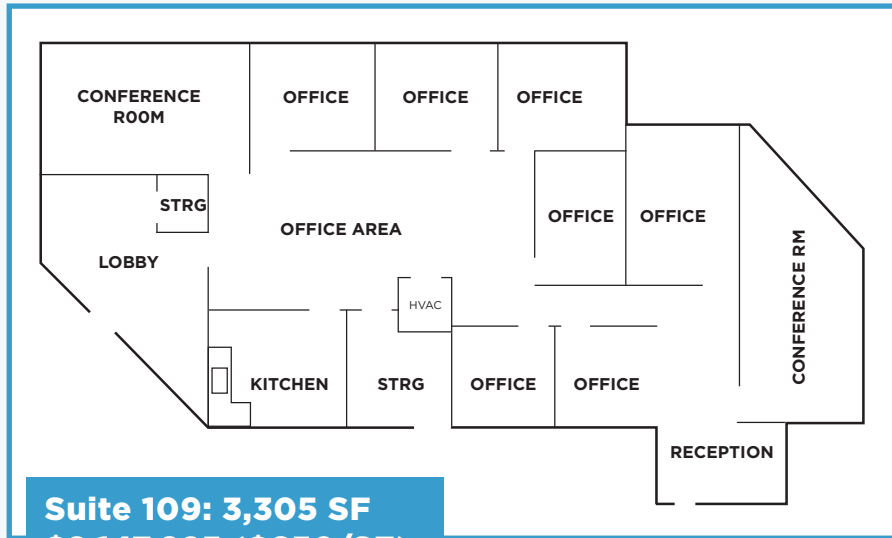 CONFERENCE
ROOM
OFFICE
OFFICE
OFFICE
STRG
OFFICE
OFFICE
OFFICE AREA
LOBBY
CONFERENCE RM
HVAC
KITCHEN
STRG
OFFICE
OFFICE
RECEPTION
Suite 109: 3,305 SF